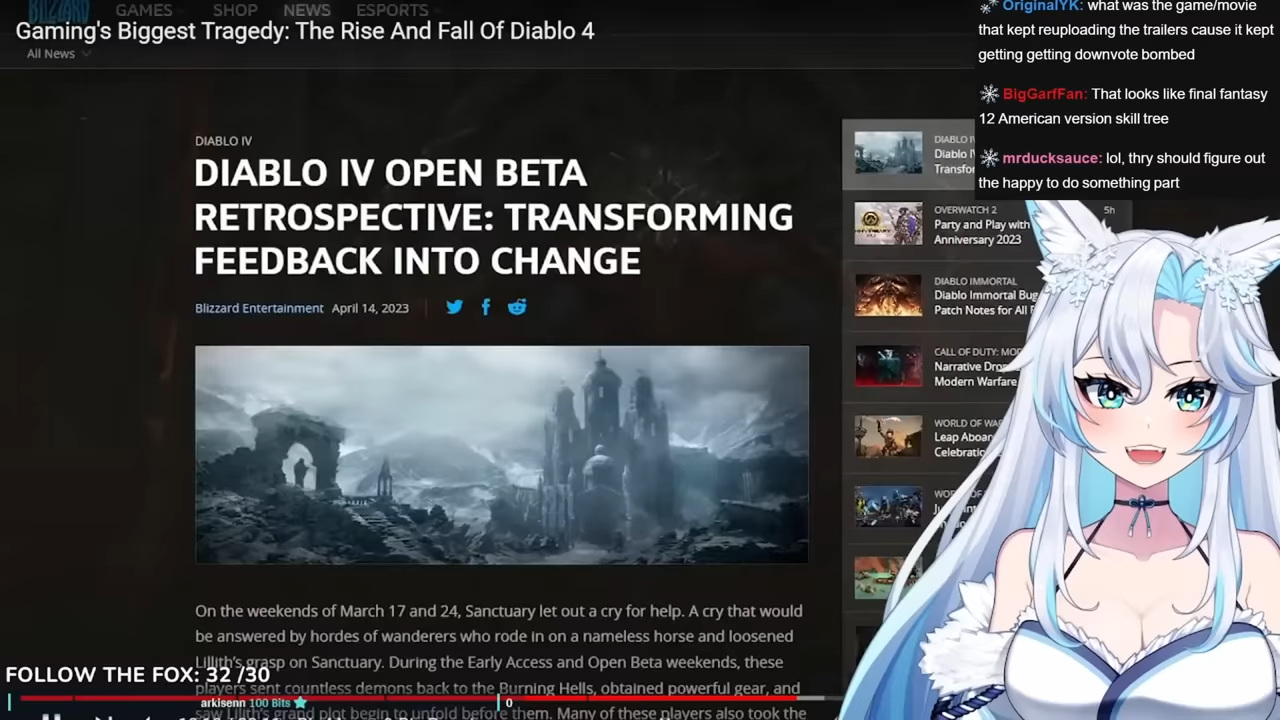 BLIZZARD
GAMES
SHOP
NEWS
ESPORTS
Gaming's Biggest Tragedy: The Rise And Fall Of Diablo 4
All News
DIABLO IV
DIABLO IV OPEN BETA
RETROSPECTIVE: TRANSFORMING
FEEDBACK INTO CHANGE
Blizzard Entertainment April 14, 2023
On the weekends of March 17 and 24, Sanctuary let out a cry for help. A cry that would
be answered by hordes of wanderers who rode in on a nameless horse and loosened
Lilith's grasp on Sanctuary. During the Early Access and Open Beta weekends, these
players sent countless demons back to the Burning Hells, obtained powerful gear, and
saw Lilith's grand plot begin to unfold before them. Many of these players also took the
DIABLO IV
Diablo IV
OVERWATCH 2
5h
Party and Play with
Anniversary 2023
DIABLO IMMORTAL
Diablo Immortal Bug
Patch Notes for All
CALL OF DUTY:
Narrative
Modern Warfare
WORLD OF
Leap
OriginalYK: what was the game/movie
that kept reuploading the trailers cause it kept
getting getting downvote bombed
BigGarfFan: That looks like final fantasy
12 American version skill tree
mrducksauce: lol, thry should figure out
the happy to do something part
FOLLOW THE FOX: 32 /30
arkisenn 100 Bits
0